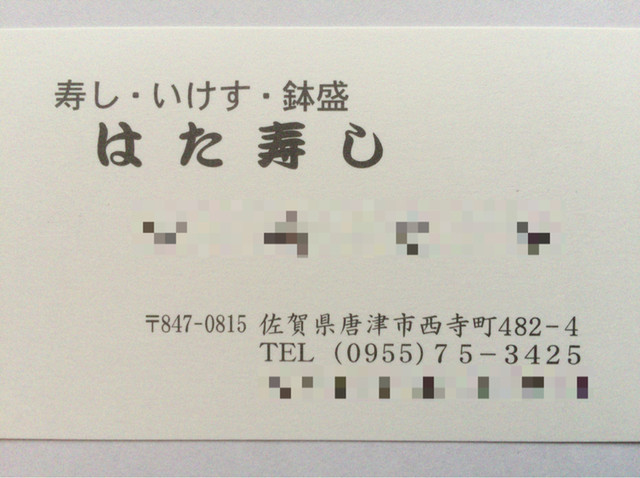 寿し・いけす・鉢盛
はた寿し
〒847-0815 佐賀県唐津市西寺町482-4
TEL (0955)75-3425